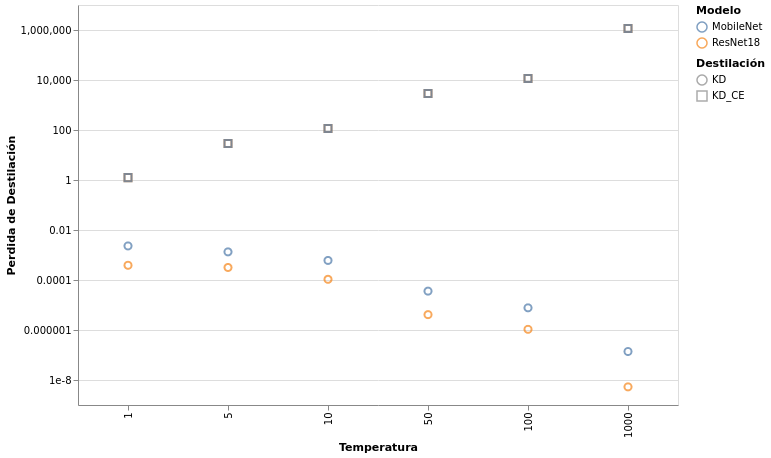 1,000,000
10,000
100
1
0.01
0.0001
0.000001
1e-8
Perdida de Destilación
1
5
10
50
100
1000
Temperatura
Modelo
MobileNet
ResNet18
Destilación
KD
KD_CE